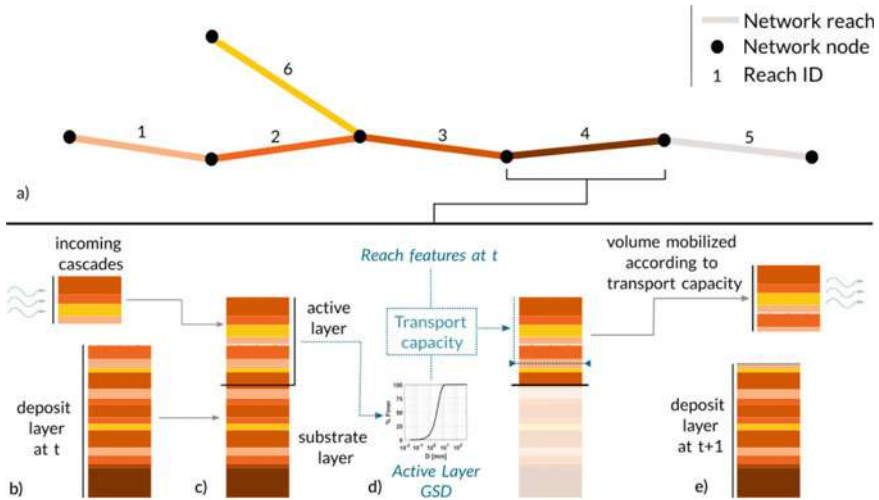 Network reach
Network node
1 Reach ID
6
1
2
3
4
5
a)
incoming
cascades
deposit
layer
at t
b)
c)
active
layer
substrate
layer
Reach features at t
Transport
capacity
% Finer
D [mm]
Active Layer
GSD
d)
volume mobilized
according to
transport capacity
deposit
layer
at t+1
e)